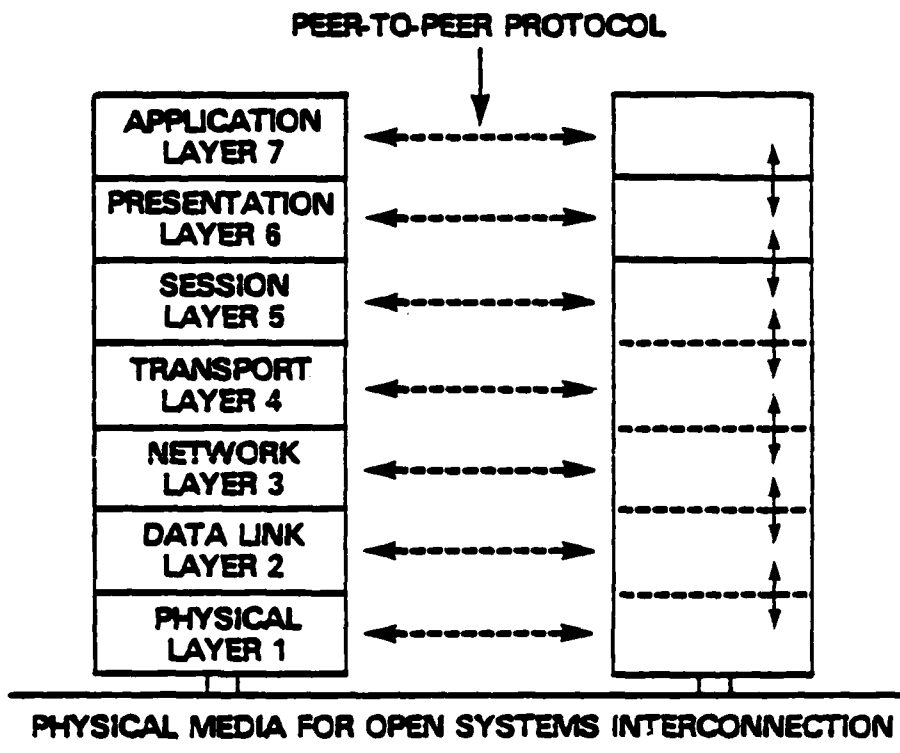 PEER-TO-PEER PROTOCOL
APPLICATION
LAYER 7
PRESENTATION
LAYER 6
SESSION
LAYER 5
TRANSPORT
LAYER 4
NETWORK
LAYER 3
DATA LINK
LAYER 2
PHYSICAL
LAYER 1
PHYSICAL MEDIA FOR OPEN SYSTEMS INTERCONNECTION